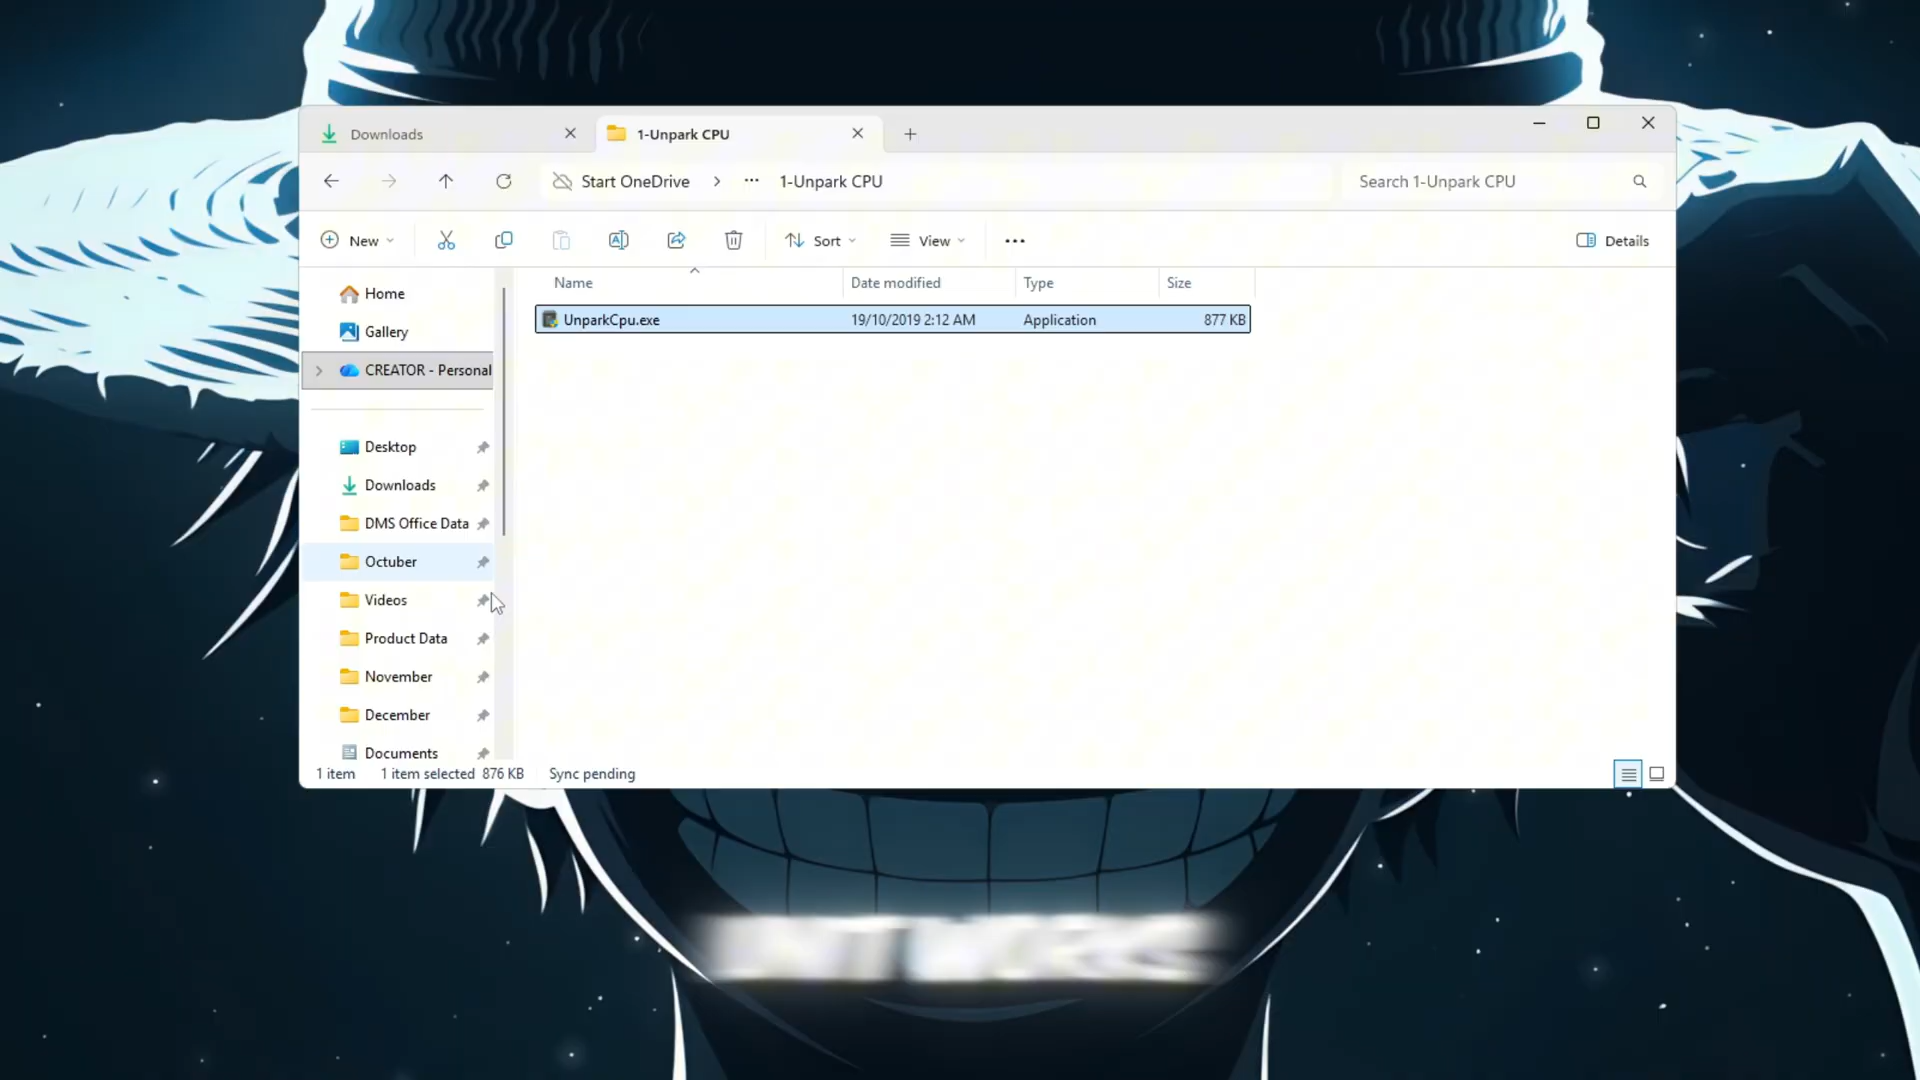 Downloads
1-Unpark CPU
Start OneDrive
1-Unpark CPU
Search 1-Unpark CPU
New
Sort
View
Details
Name
Date modified
Type
Size
UnparkCpu.exe
19/10/2019 2:12 AM
Application
877 KB
Home
Gallery
CREATOR - Personal
Desktop
Downloads
DMS Office Data
Octuber
Videos
Product Data
November
December
Documents
1 item
1 item selected 876 KB
Sync pending